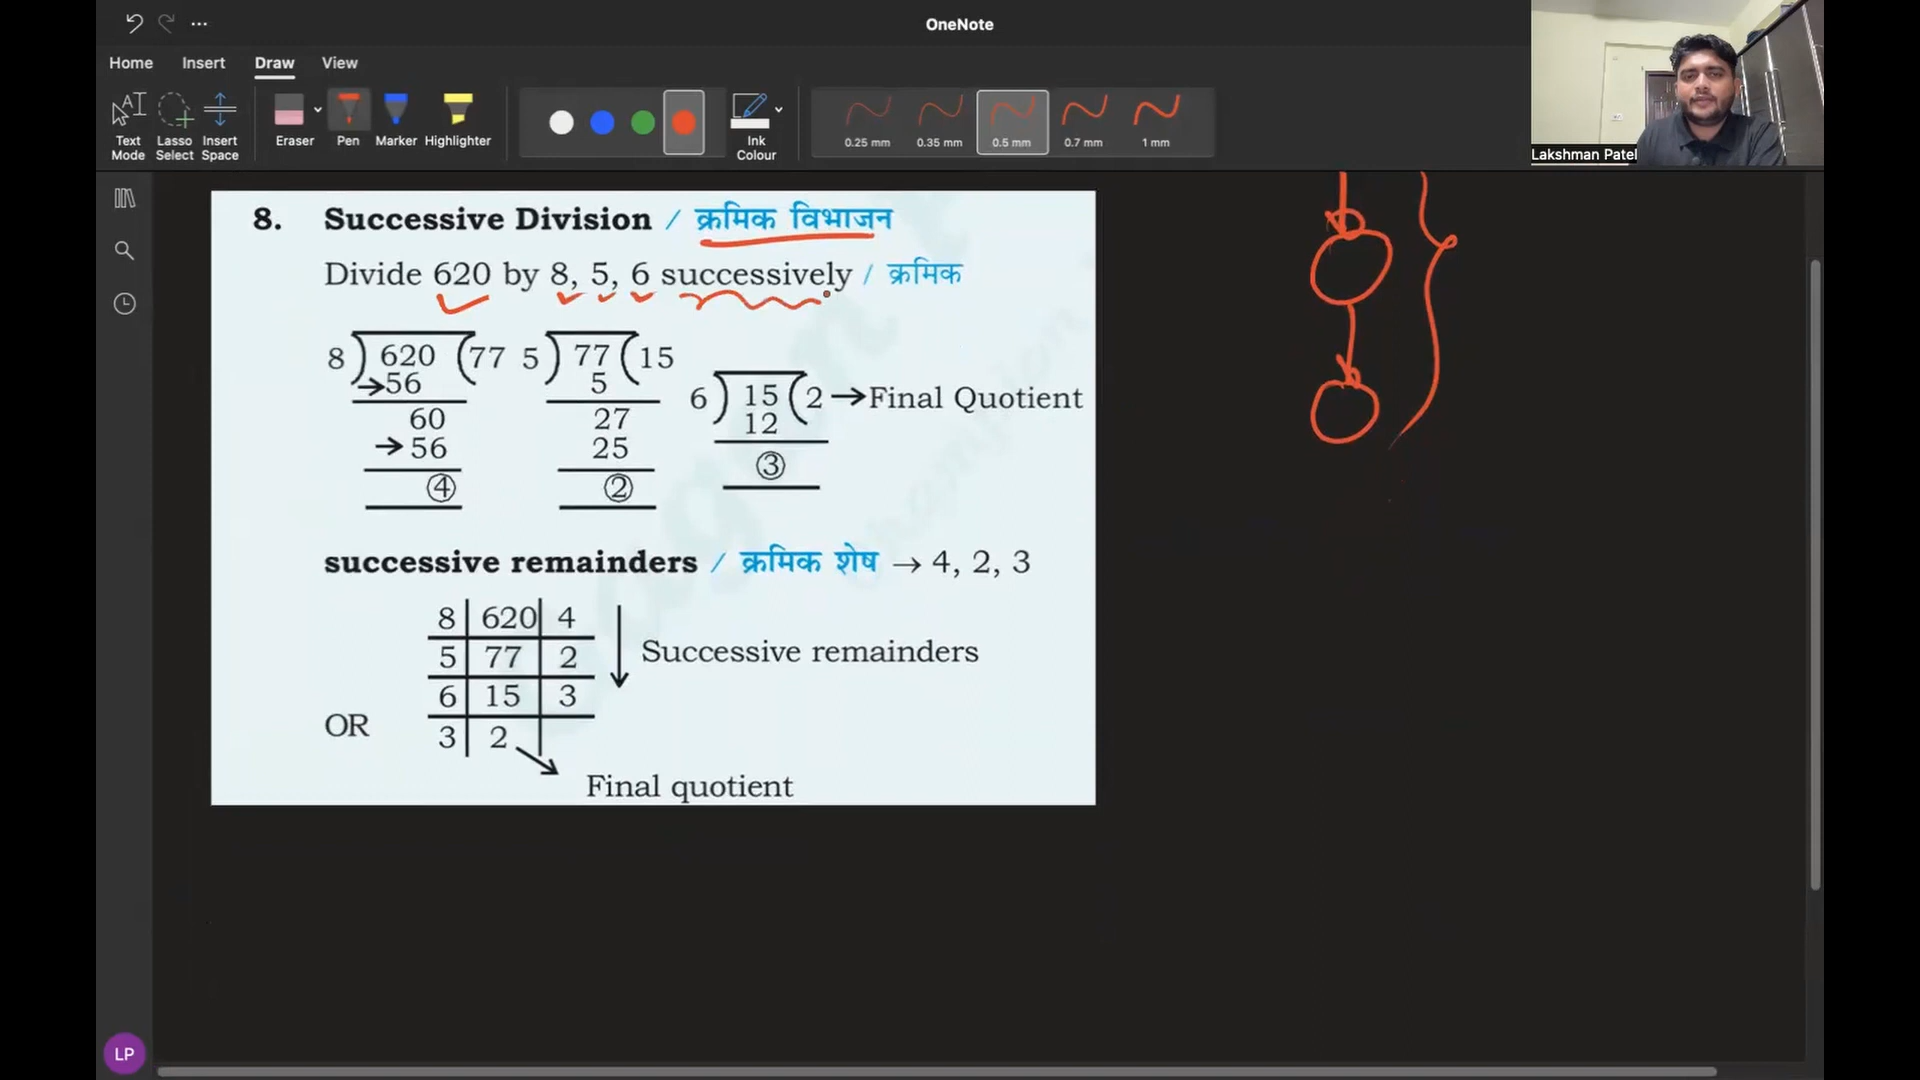 OneNote
Home Insert Draw View
Text Mode
Lasso Select
Insert Space
Eraser
Pen
Marker
Highlighter
Ink Colour
0.25 mm
0.35 mm
0.5 mm
0.7 mm
1 mm
Lakshman Patel
8. Successive Division / क्रमिक विभाजन
Divide 620 by 8, 5, 6 successively / क्रमिक
8 ) 620 ( 77 5 ) 77 ( 15
→56 5
6 ) 15 ( 2 → Final Quotient
60 27 12
→ 56 25
④ ② ③
successive remainders / क्रमिक शेष → 4, 2, 3
8 | 620 | 4
5 | 77 | 2 Successive remainders
6 | 15 | 3
OR 3 | 2
Final quotient
LP